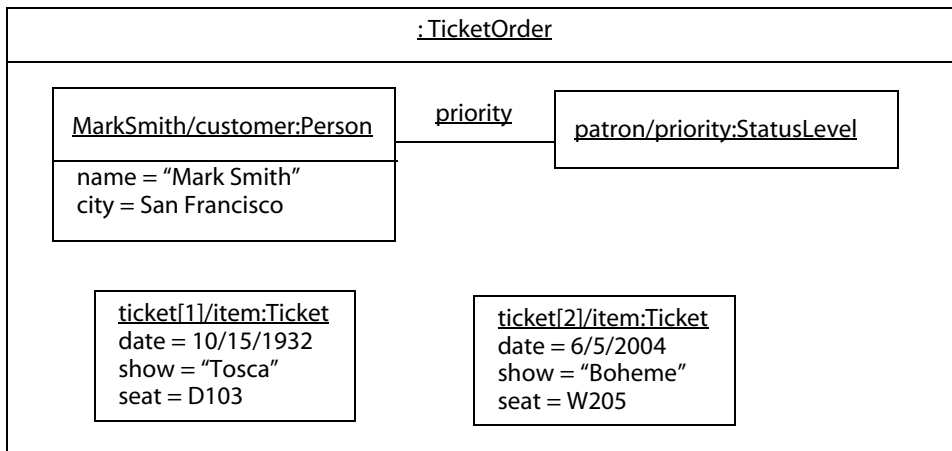 : TicketOrder
MarkSmith/customer:Person
priority
patron/priority:StatusLevel
name = “Mark Smith”
city = San Francisco
ticket[1]/item:Ticket
date = 10/15/1932
show = “Tosca”
seat = D103
ticket[2]/item:Ticket
date = 6/5/2004
show = “Boheme”
seat = W205